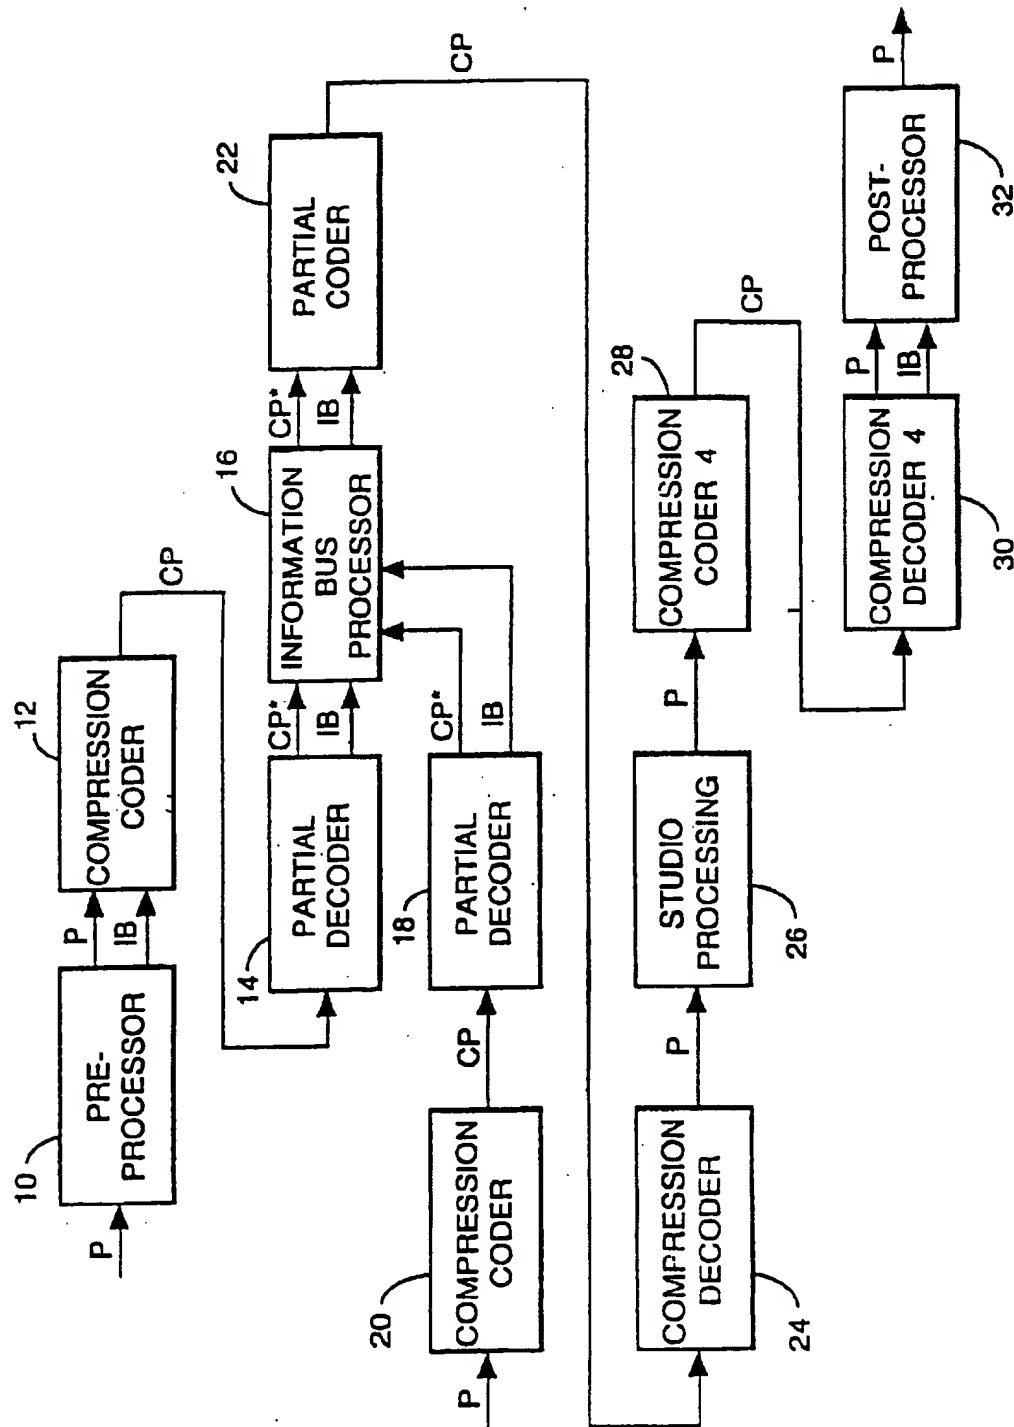 P
10
PRE-
PROCESSOR
P
IB
12
COMPRESSION
CODER
CP
14
PARTIAL
DECODER
CP*
IB
16
INFORMATION
BUS
PROCESSOR
CP*
IB
22
PARTIAL
CODER
CP
P
20
COMPRESSION
CODER
CP
18
PARTIAL
DECODER
CP*
IB
24
COMPRESSION
DECODER
P
26
STUDIO
PROCESSING
P
28
COMPRESSION
CODER 4
CP
30
COMPRESSION
DECODER 4
P
IB
32
POST-
PROCESSOR
P